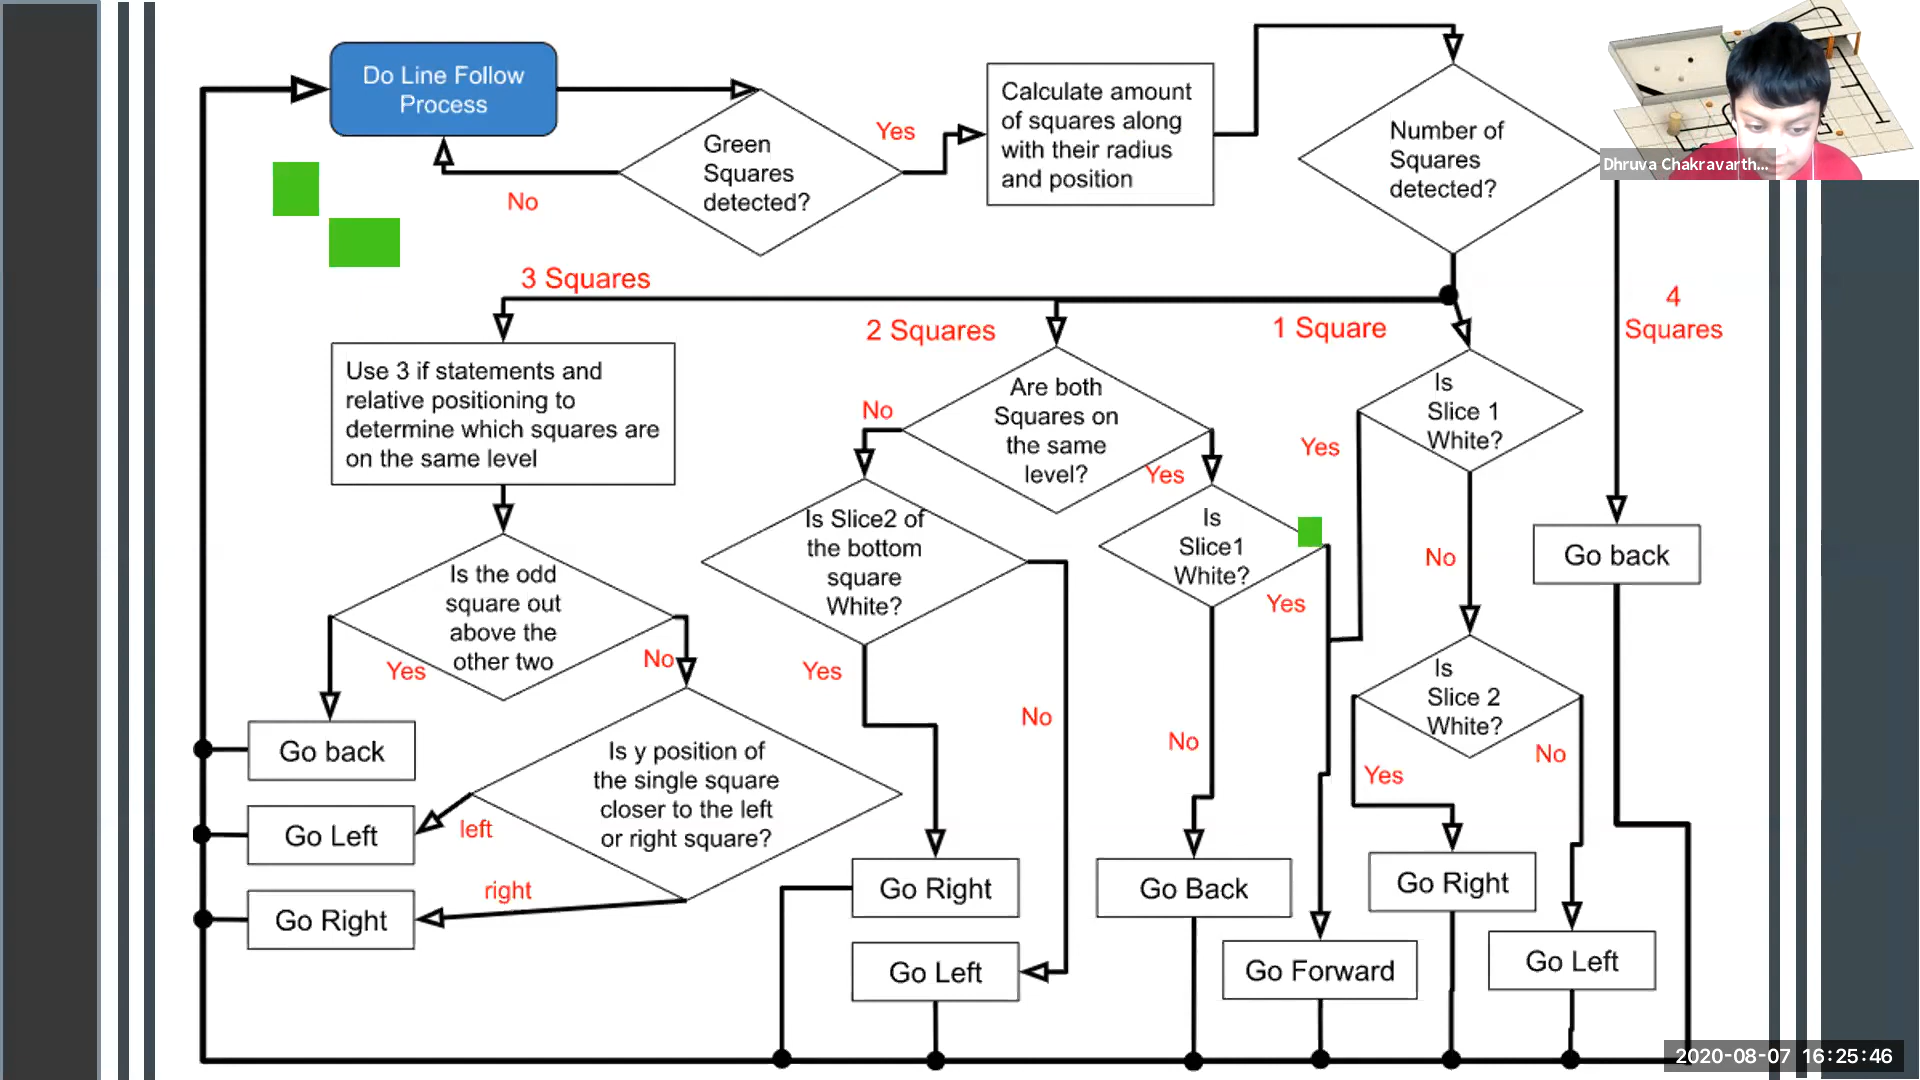 Do Line Follow
Process
Green
Squares
detected?
Yes
No
Calculate amount
of squares along
with their radius
and position
Number of
Squares
detected?
Dhruva Chakravarth...
3 Squares
2 Squares
1 Square
4
Squares
Use 3 if statements and
relative positioning to
determine which squares are
on the same level
Are both
Squares on
the same
level?
No
Yes
Is
Slice 1
White?
Yes
No
Go back
Is Slice2 of
the bottom
square
White?
Yes
No
Is
Slice1
White?
Yes
No
Is the odd
square out
above the
other two
Yes
No
Is
Slice 2
White?
Yes
No
Go back
Is y position of
the single square
closer to the left
or right square?
left
right
Go Left
Go Right
Go Right
Go Left
Go Back
Go Forward
Go Right
Go Left
2020-08-07 16:25:46